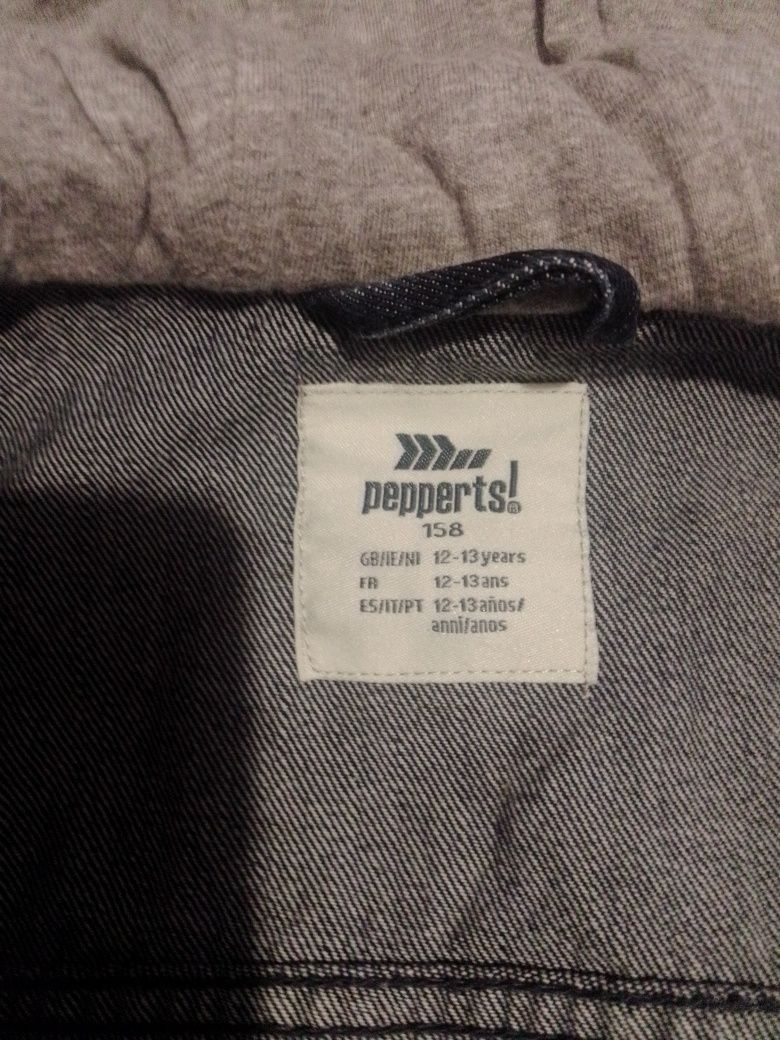 pepperts!®
158
GB/IE/NI 12-13 years
FR 12-13 ans
ES/IT/PT 12-13 años/
anni/anos